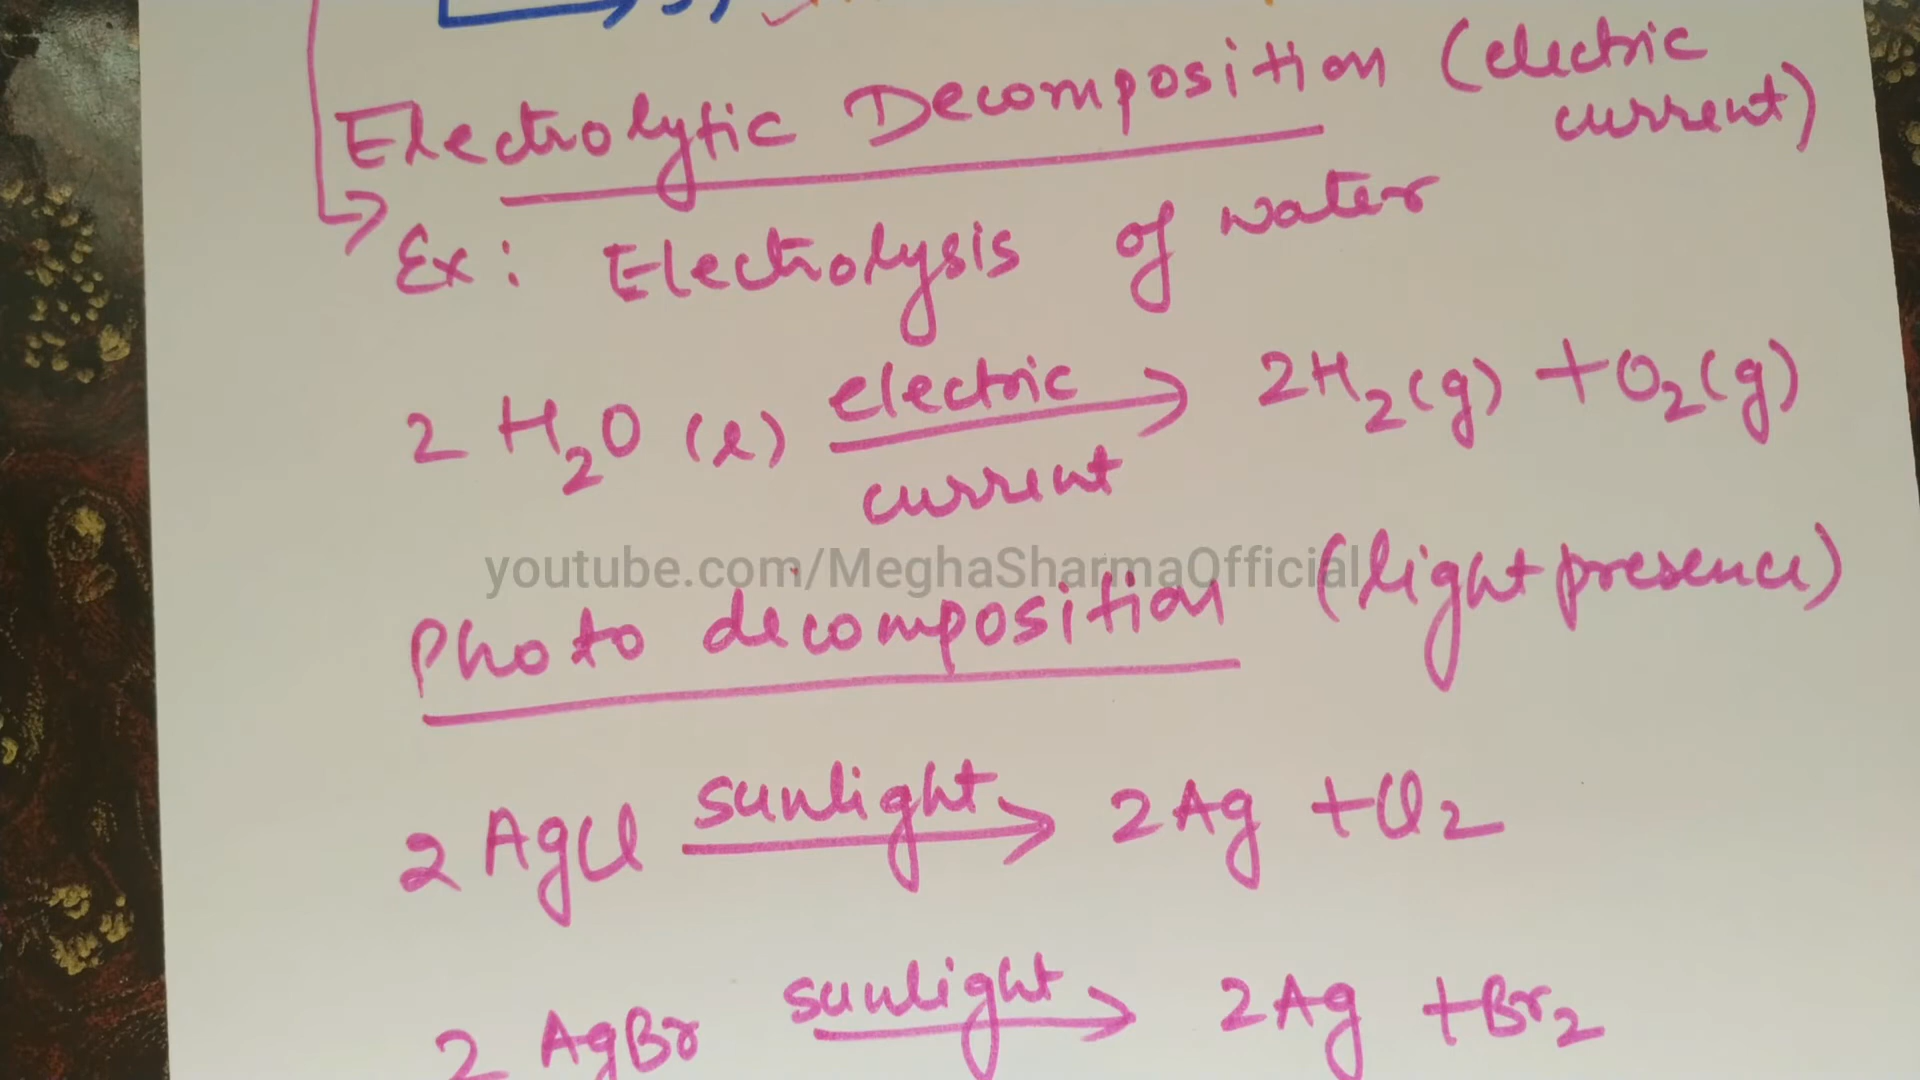 Electrolytic Decomposition (electric current)
Ex: Electrolysis of water
2 H₂O (l) electric current → 2H₂(g) + O₂(g)
youtube.com/MeghaSharmaOfficial
Photo decomposition (light presence)
2 AgCl sunlight → 2Ag + Cl₂
2 AgBr sunlight → 2Ag + Br₂